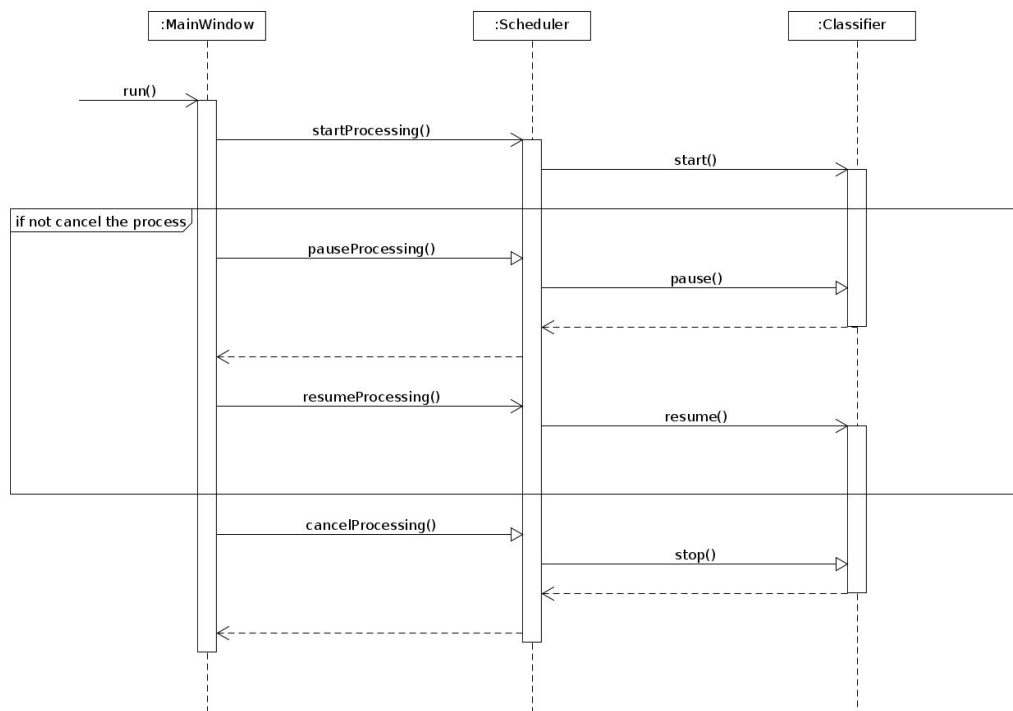 :MainWindow
:Scheduler
:Classifier
run()
startProcessing()
start()
if not cancel the process
pauseProcessing()
pause()
resumeProcessing()
resume()
cancelProcessing()
stop()